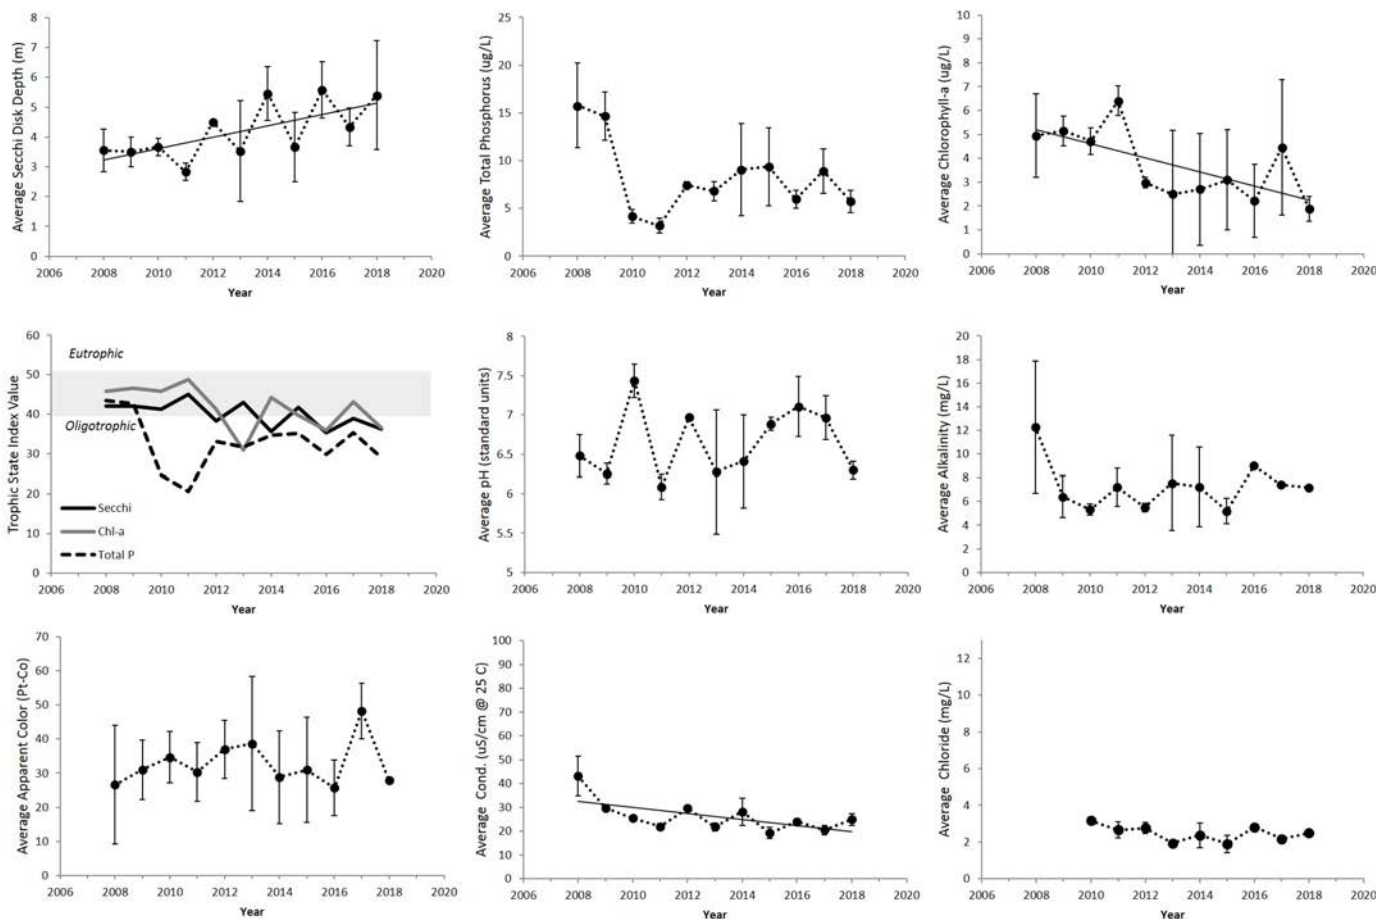 Average Secchi Disk Depth (m)
8
7
6
5
4
3
2
1
0
2006 2008 2010 2012 2014 2016 2018 2020
Year
Average Total Phosphorus (ug/L)
25
20
15
10
5
0
2006 2008 2010 2012 2014 2016 2018 2020
Year
Average Chlorophyll-a (ug/L)
10
9
8
7
6
5
4
3
2
1
0
2006 2008 2010 2012 2014 2016 2018 2020
Year
Trophic State Index Value
60
50
40
30
20
10
0
Eutrophic
Oligotrophic
Secchi
Chl-a
Total P
2006 2008 2010 2012 2014 2016 2018 2020
Year
Average pH (standard units)
8
7.5
7
6.5
6
5.5
5
2006 2008 2010 2012 2014 2016 2018 2020
Year
Average Alkalinity (mg/L)
20
18
16
14
12
10
8
6
4
2
0
2006 2008 2010 2012 2014 2016 2018 2020
Year
Average Apparent Color (Pt-Co)
70
60
50
40
30
20
10
0
2006 2008 2010 2012 2014 2016 2018 2020
Year
Average Cond. (uS/cm @ 25 C)
100
90
80
70
60
50
40
30
20
10
0
2006 2008 2010 2012 2014 2016 2018 2020
Year
Average Chloride (mg/L)
12
10
8
6
4
2
0
2006 2008 2010 2012 2014 2016 2018 2020
Year